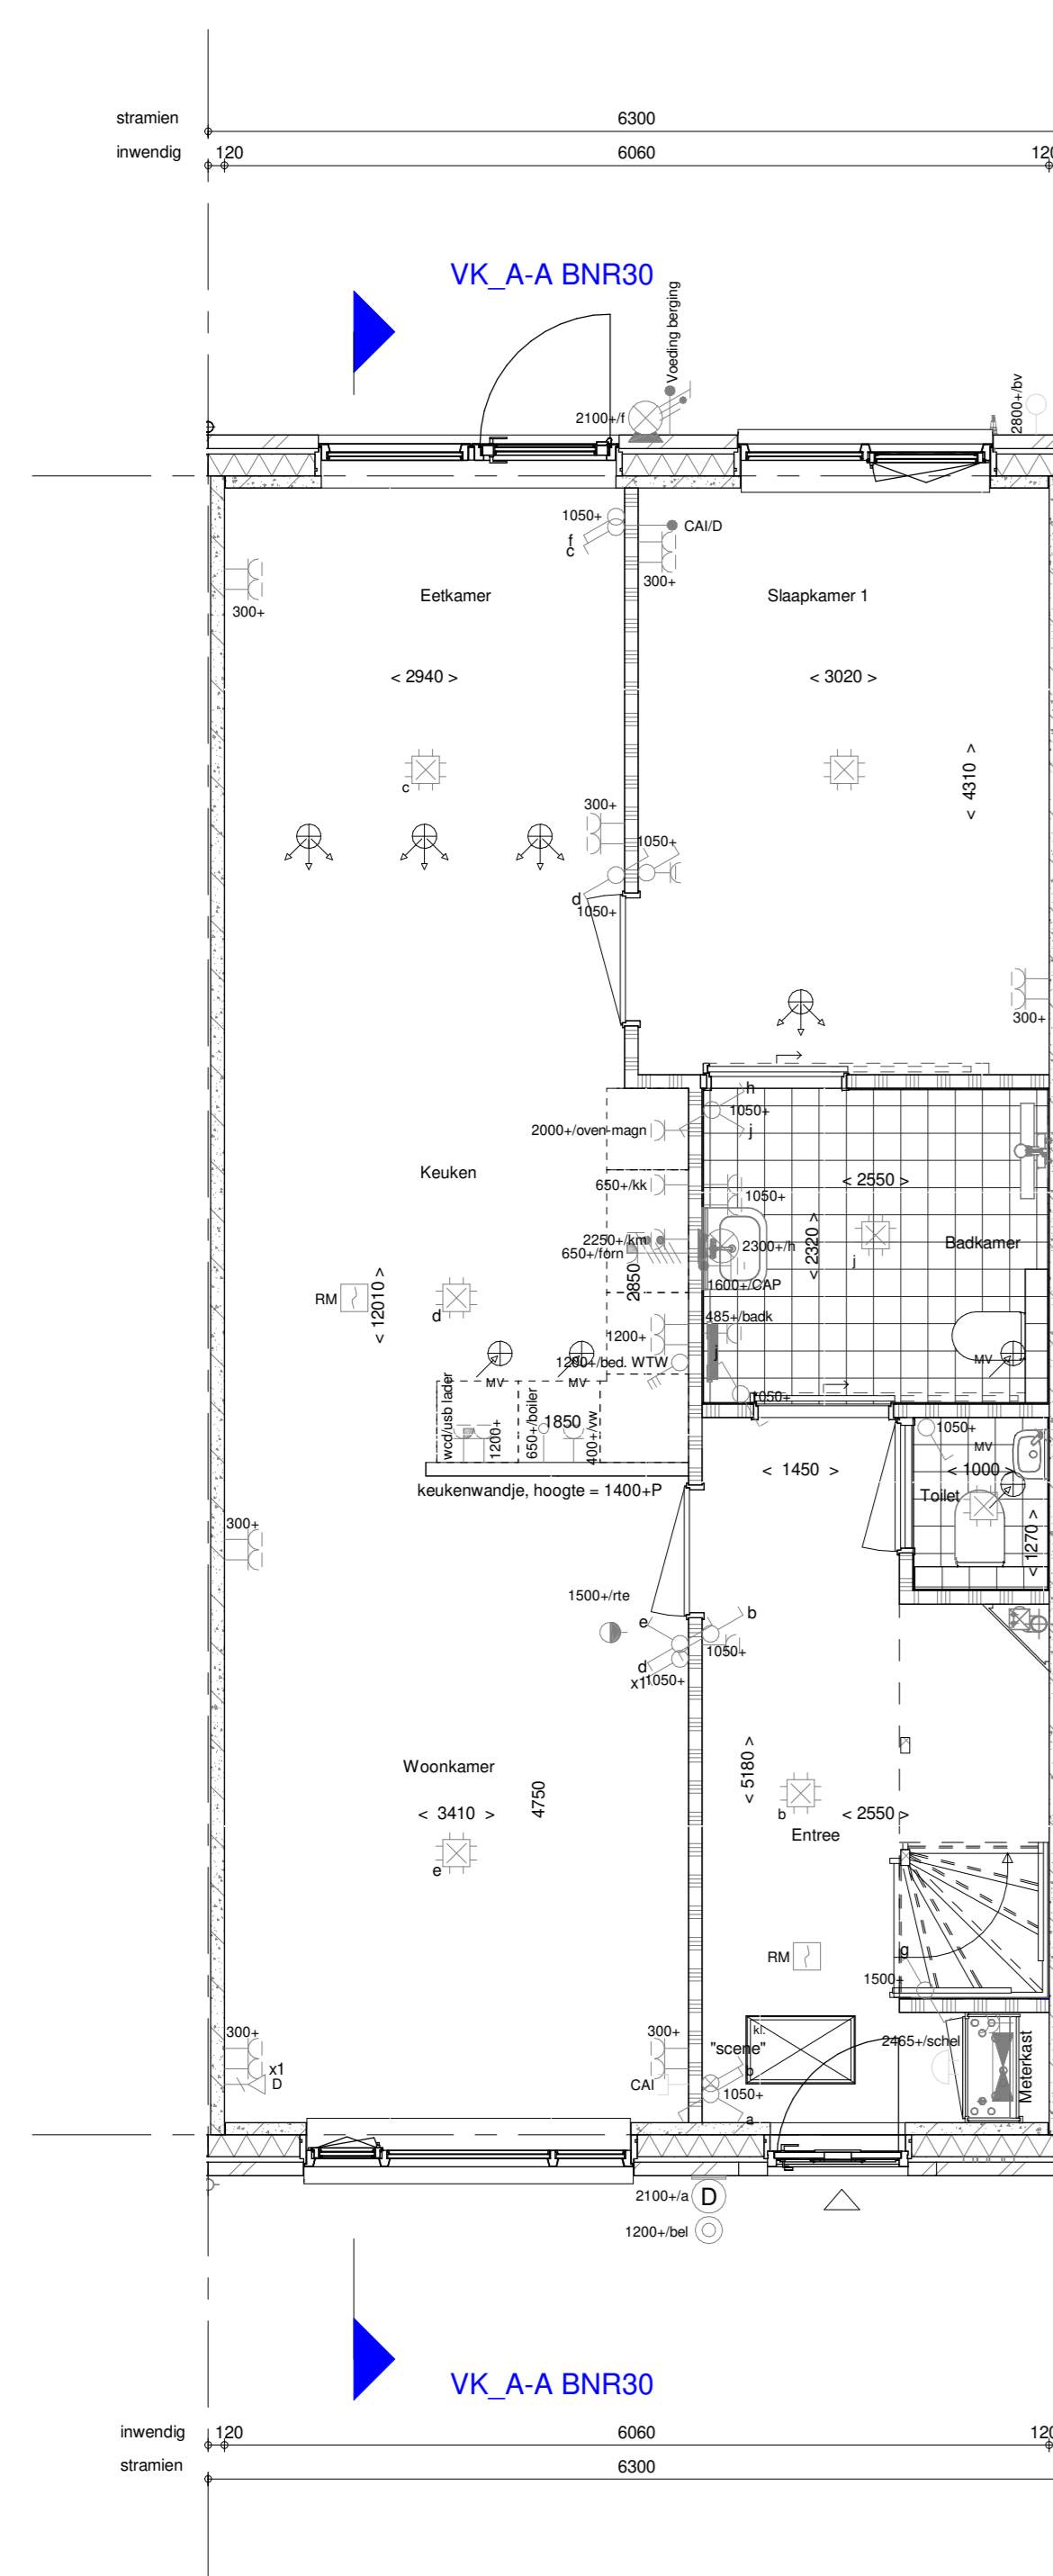 stramien
6300
inwendig
120
6060
120
VK_A-A BNR30
Voeding berging
2100+/f
2800+/bv
1050+
f
c
CAI/D
300+
300+
Eetkamer
Slaapkamer 1
< 2940 >
< 3020 >
< 4310 >
c
300+
1050+
d
1050+
300+
h
1050+
j
2000+/oven-magn
Keuken
650+/kk
1050+
< 2550 >
2250+/km
650+/forn
2300+/h
< 2320 >
Badkamer
j
2850
1600+/CAP
RM
< 12010 >
d
485+/badk
1200+
j
1200+/bed. WTW
MV
MV
MV
1050+
wcd/usb lader
1200+
650+/boiler
1850
400+/vw
keukenwandje, hoogte = 1400+P
1050+
MV
< 1450 >
< 1000 >
Toilet
< 1270 >
300+
1500+/rte
e
b
1050+
d
x1
1050+
Woonkamer
< 3410 >
4750
e
< 5180 >
b
< 2550 >
Entree
RM
g
1500+
kl.
"scene"
2465+/schel
Meterkast
300+
x1
D
300+
CAI
b
1050+
a
2100+/a
D
1200+/bel
VK_A-A BNR30
inwendig
120
6060
120
stramien
6300